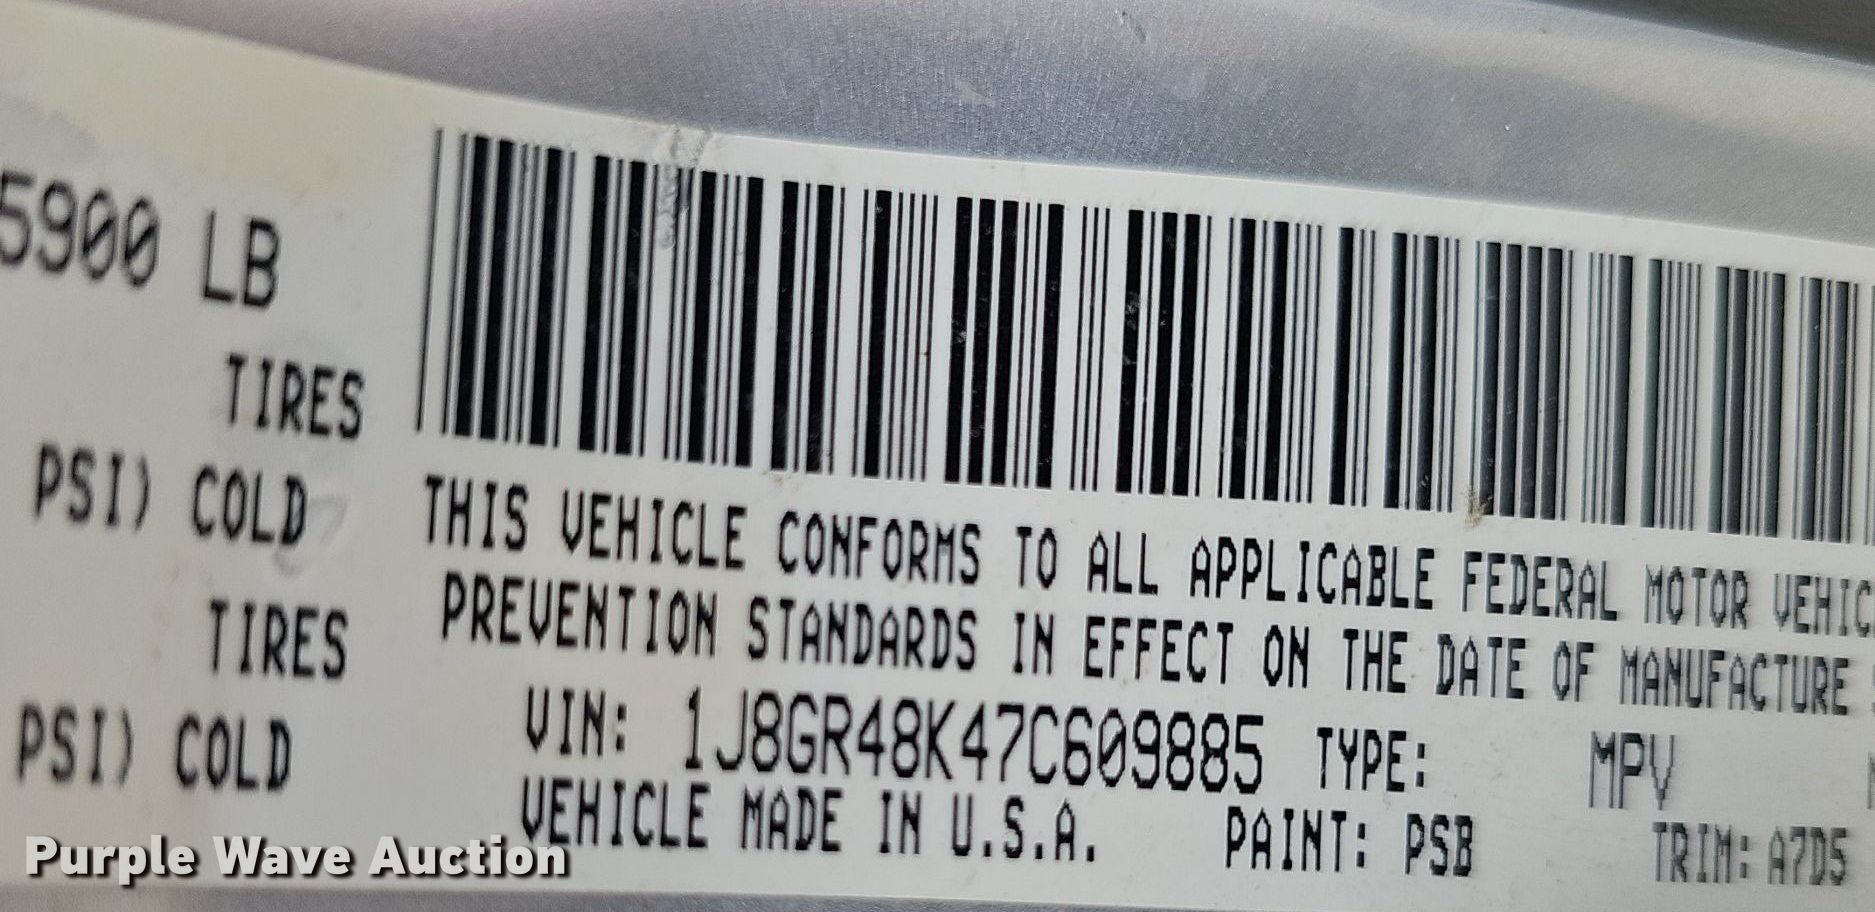 5900 LB
TIRES
PSI) COLD
TIRES
PSI) COLD
THIS VEHICLE CONFORMS TO ALL APPLICABLE FEDERAL MOTOR VEHIC
PREVENTION STANDARDS IN EFFECT ON THE DATE OF MANUFACTURE
VIN: 1J8GR48K47C609885 TYPE: MPV
VEHICLE MADE IN U.S.A. PAINT: PSB TRIM: A7D5
Purple Wave Auction